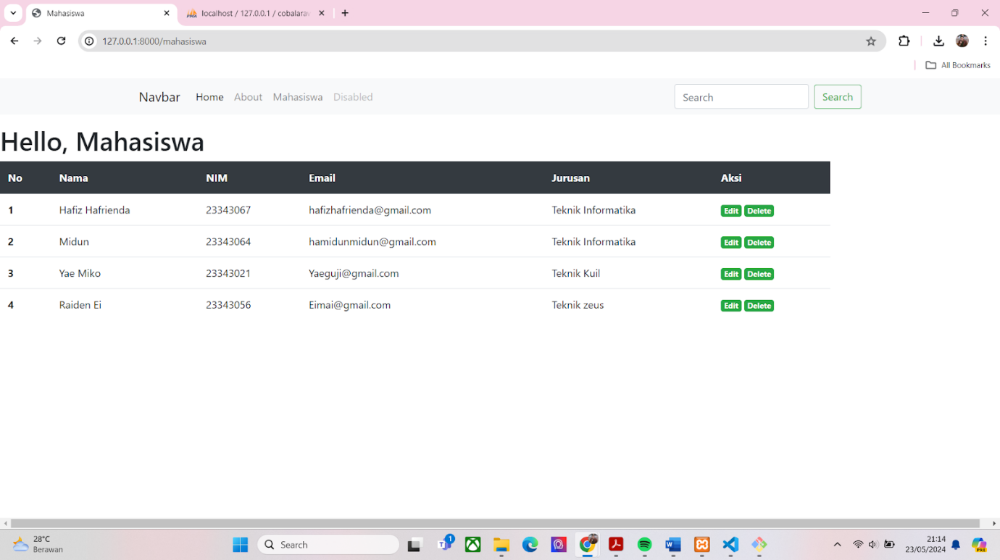 Mahasiswa
localhost / 127.0.0.1 / cobalarav
127.0.0.1:8000/mahasiswa
All Bookmarks
Navbar Home About Mahasiswa Disabled Search Search
Hello, Mahasiswa
No Nama NIM Email Jurusan Aksi
1 Hafiz Hafrienda 23343067 hafizhafrienda@gmail.com Teknik Informatika Edit Delete
2 Midun 23343064 hamidunmidun@gmail.com Teknik Informatika Edit Delete
3 Yae Miko 23343021 Yaeguji@gmail.com Teknik Kuil Edit Delete
4 Raiden Ei 23343056 Eimai@gmail.com Teknik zeus Edit Delete
28°C
Berawan
Search
1
21:14
23/05/2024